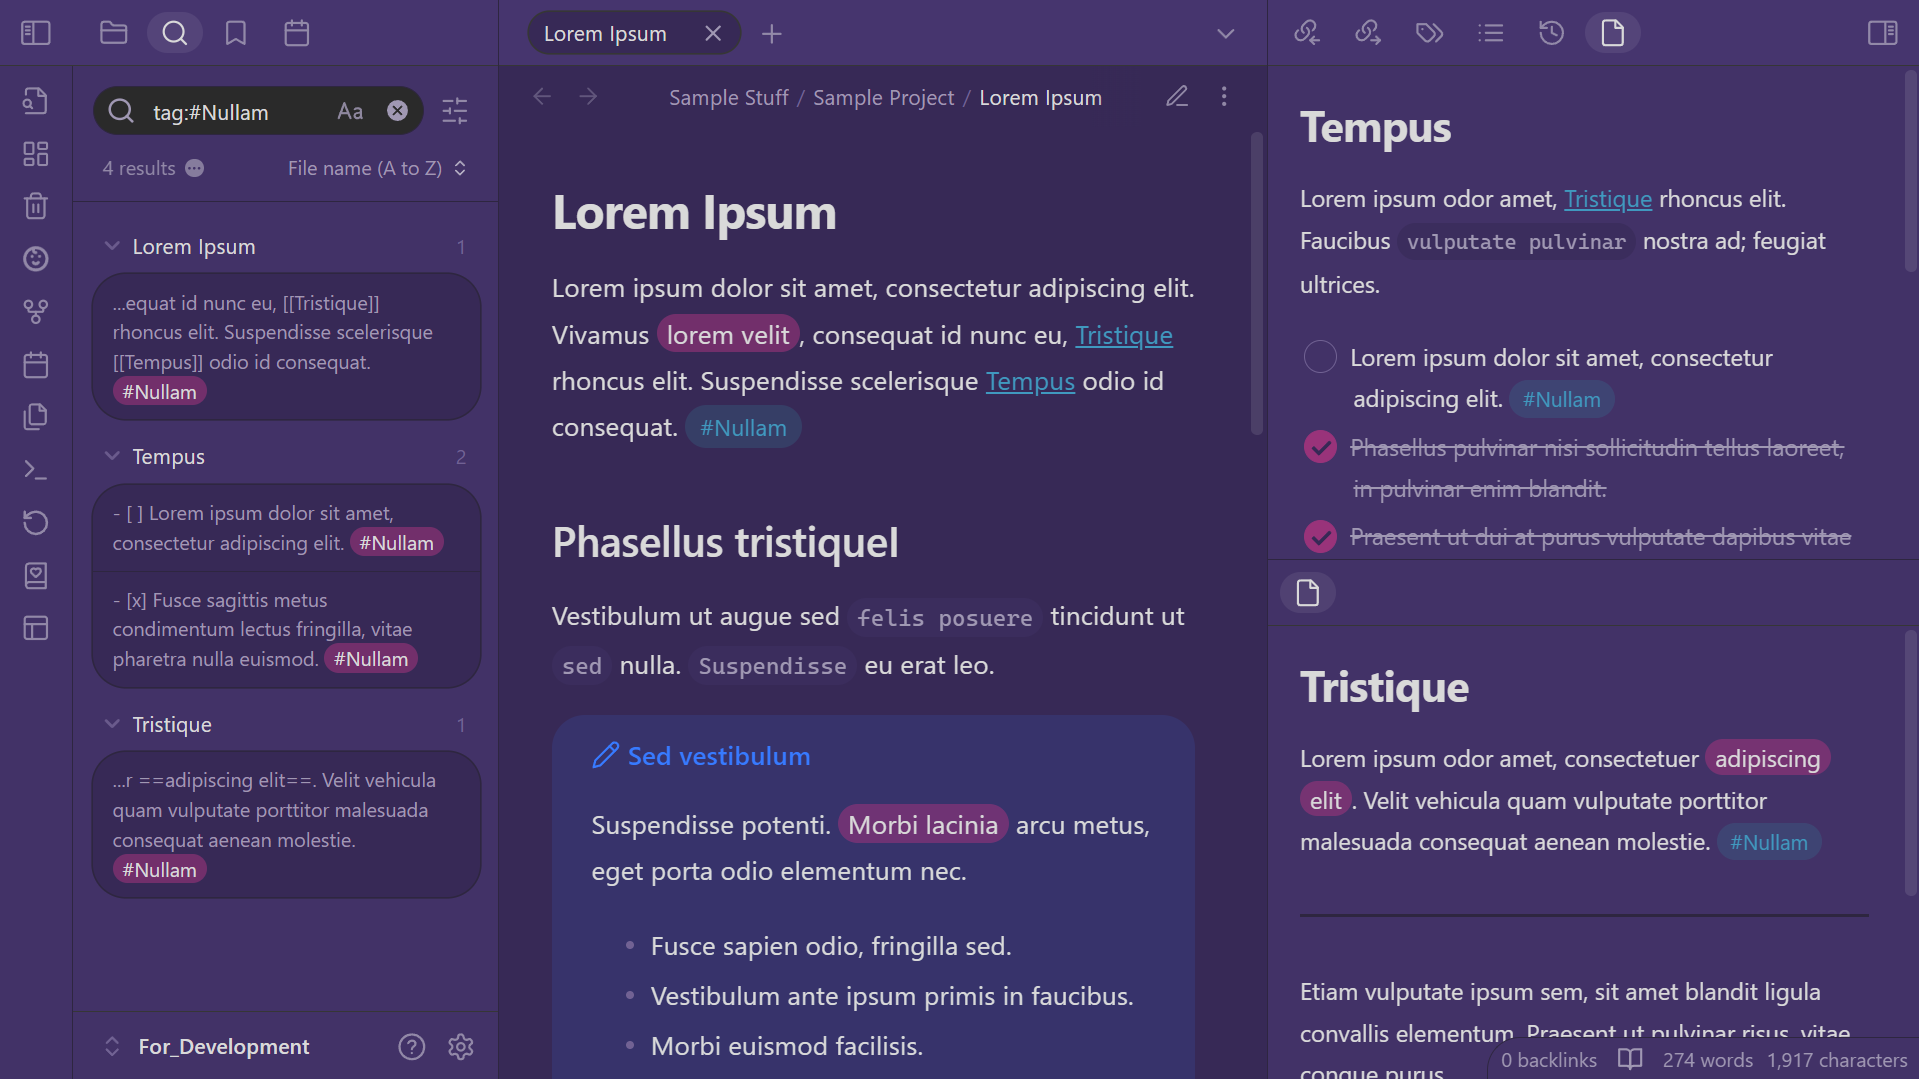 Lorem Ipsum
tag:#Nullam
Aa
4 results
File name (A to Z)
Lorem Ipsum
1
...equat id nunc eu, [[Tristique]]
rhoncus elit. Suspendisse scelerisque
[[Tempus]] odio id consequat.
#Nullam
Tempus
2
- [ ] Lorem ipsum dolor sit amet,
consectetur adipiscing elit. #Nullam
- [x] Fusce sagittis metus
condimentum lectus fringilla, vitae
pharetra nulla euismod. #Nullam
Tristique
1
...r ==adipiscing elit==. Velit vehicula
quam vulputate porttitor malesuada
consequat aenean molestie.
#Nullam
For_Development
Sample Stuff / Sample Project / Lorem Ipsum
Lorem Ipsum
Lorem ipsum dolor sit amet, consectetur adipiscing elit.
Vivamus lorem velit, consequat id nunc eu, Tristique
rhoncus elit. Suspendisse scelerisque Tempus odio id
consequat. #Nullam
Phasellus tristiquel
Vestibulum ut augue sed felis posuere tincidunt ut
sed nulla. Suspendisse eu erat leo.
Sed vestibulum
Suspendisse potenti. Morbi lacinia arcu metus,
eget porta odio elementum nec.
Fusce sapien odio, fringilla sed.
Vestibulum ante ipsum primis in faucibus.
Morbi euismod facilisis.
Tempus
Lorem ipsum odor amet, Tristique rhoncus elit.
Faucibus vulputate pulvinar nostra ad; feugiat
ultrices.
Lorem ipsum dolor sit amet, consectetur
adipiscing elit. #Nullam
Phasellus pulvinar nisi sollicitudin tellus laoreet,
in pulvinar enim blandit.
Praesent ut dui at purus vulputate dapibus vitae
Tristique
Lorem ipsum odor amet, consectetuer adipiscing
elit. Velit vehicula quam vulputate porttitor
malesuada consequat aenean molestie. #Nullam
Etiam vulputate ipsum sem, sit amet blandit ligula
convallis elementum. Praesent ut pulvinar risus, vitae
congue purus
0 backlinks
274 words
1,917 characters